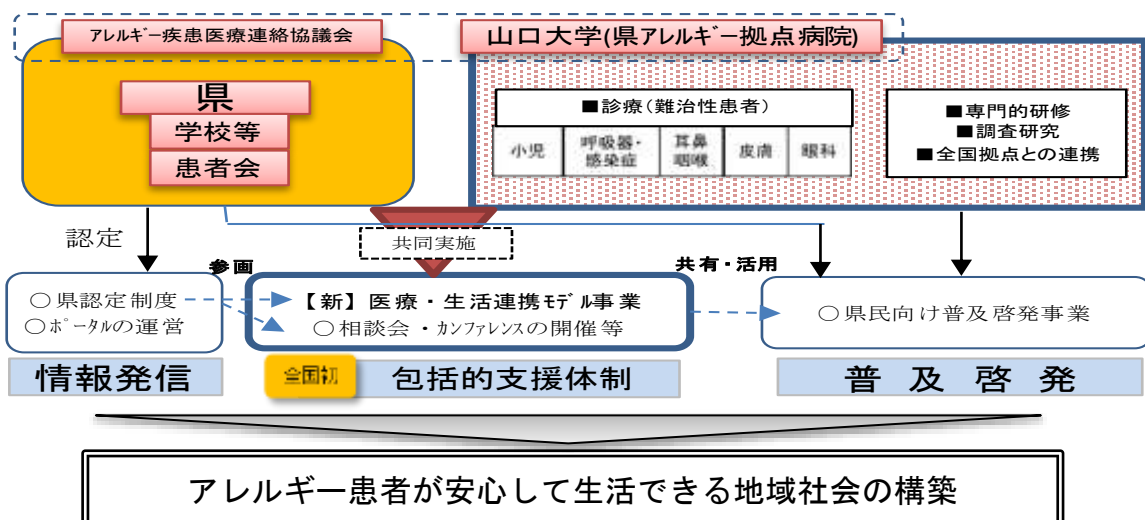 アレルギー疾患医療連絡協議会
山口大学(県アレルギー拠点病院)
県
学校等
患者会
■診療(難治性患者)
小児
呼吸器・
感染症
耳鼻
咽喉
皮膚
眼科
■専門的研修
■調査研究
■全国拠点との連携
認定
共同実施
参画
共有・活用
○県認定制度
○ポータルの運営
【新】医療・生活連携モデル事業
○相談会・カンファレンスの開催等
○県民向け普及啓発事業
情報発信
全国初
包括的支援体制
普及啓発
アレルギー患者が安心して生活できる地域社会の構築